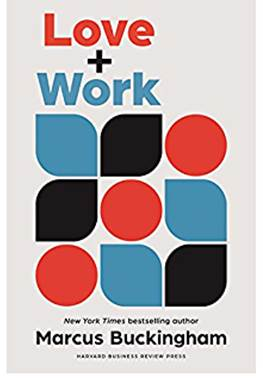 Love
+
Work
New York Times bestselling author
Marcus Buckingham
HARVARD BUSINESS REVIEW PRESS